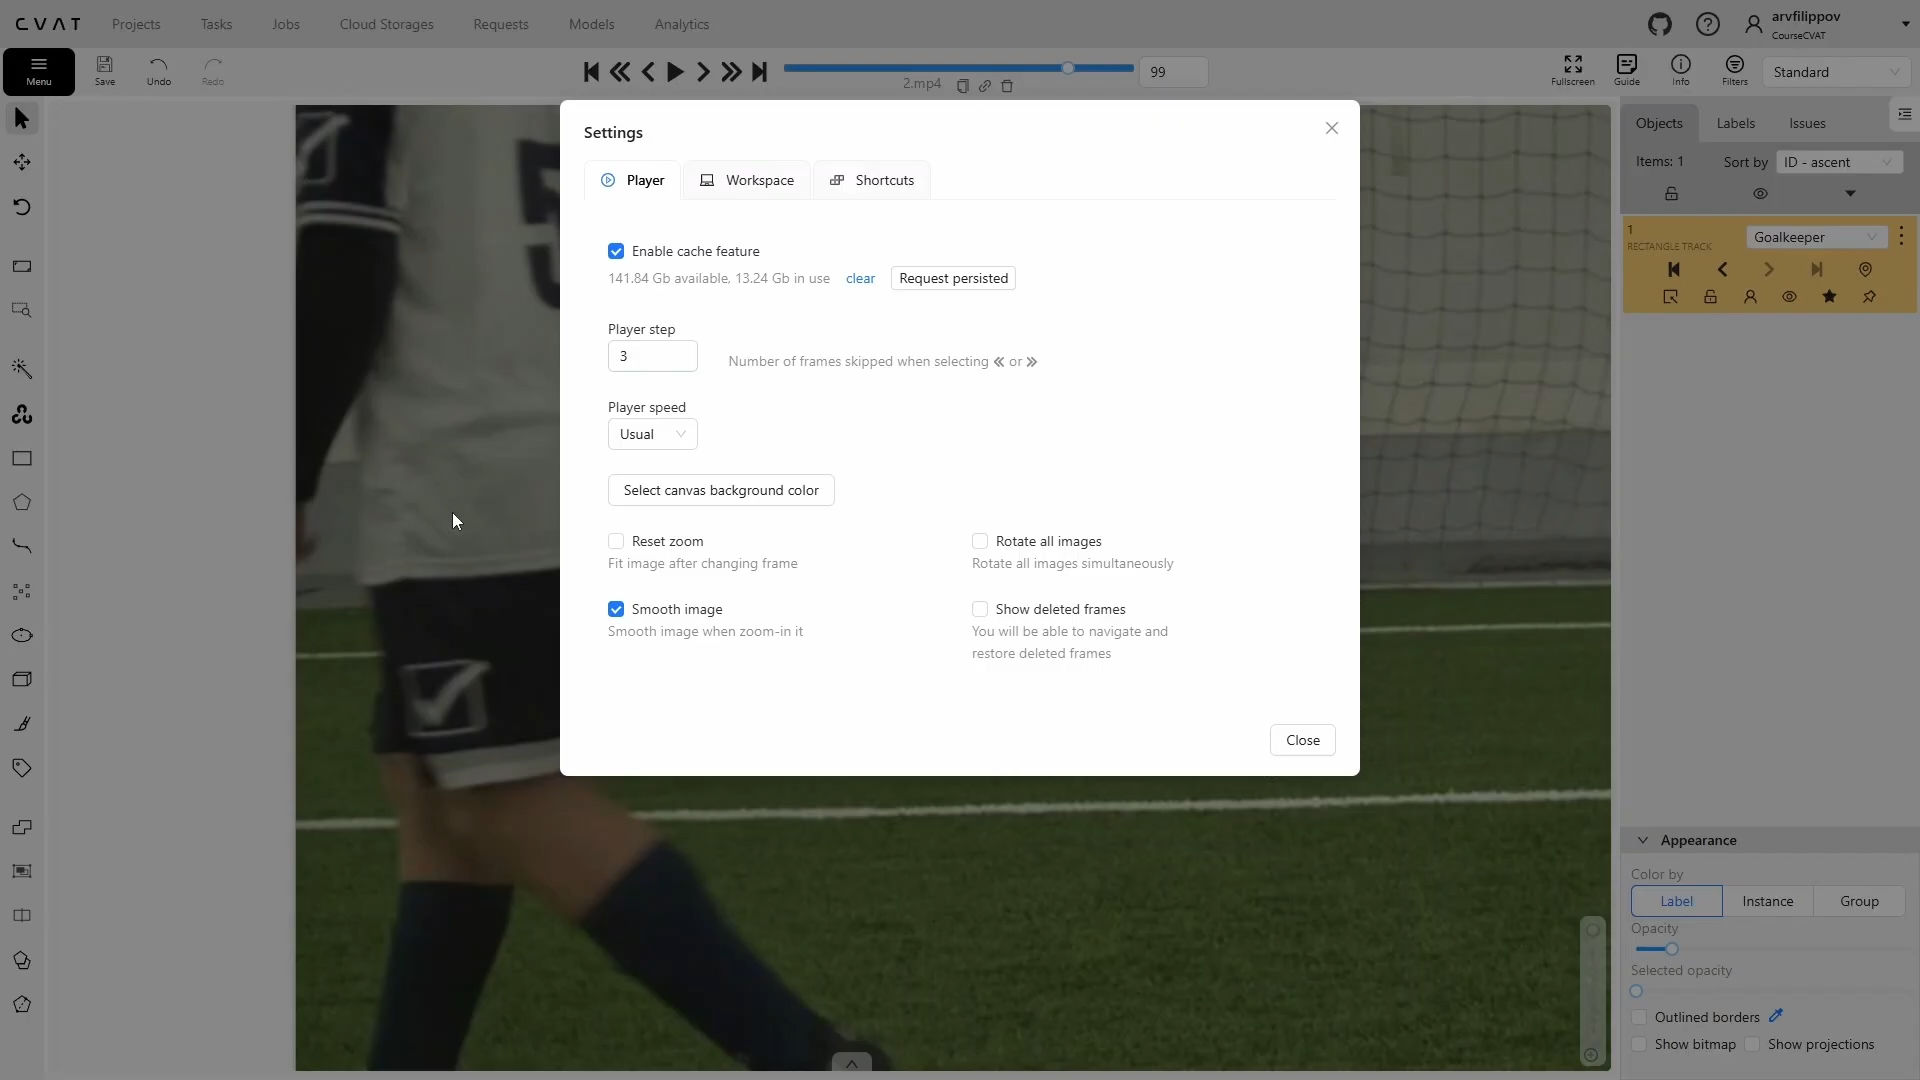 CVAT
Projects
Tasks
Jobs
Cloud Storages
Requests
Models
Analytics
arvfilippov
CourseCVAT
Menu
Save
Undo
Redo
2.mp4
99
Fullscreen
Guide
Info
Filters
Standard
Settings
Player
Workspace
Shortcuts
Enable cache feature
141.84 Gb available, 13.24 Gb in use
clear
Request persisted
Player step
3
Number of frames skipped when selecting « or »
Player speed
Usual
Select canvas background color
Reset zoom
Fit image after changing frame
Rotate all images
Rotate all images simultaneously
Smooth image
Smooth image when zoom-in it
Show deleted frames
You will be able to navigate and
restore deleted frames
Close
Objects
Labels
Issues
Items: 1
Sort by
ID - ascent
1
RECTANGLE TRACK
Goalkeeper
Appearance
Color by
Label
Instance
Group
Opacity
Selected opacity
Outlined borders
Show bitmap
Show projections